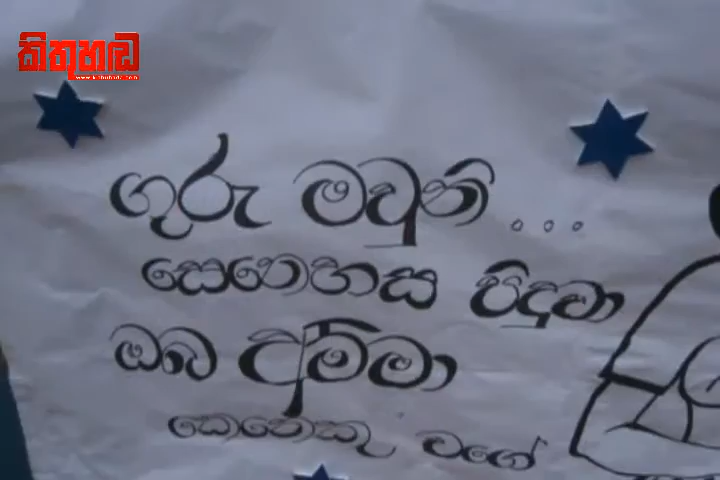 කිතුහඬ
ගුරු මවුනි...
සෙනෙහස පිදුවා
ඔබ අම්මා
කෙනෙකු වගේ